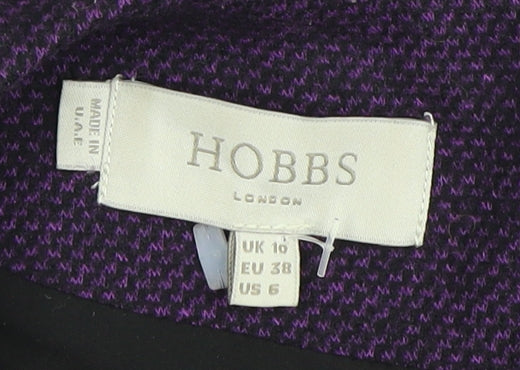 MADE IN
U.A.E
HOBBS
LONDON
UK 10
EU 38
US 6